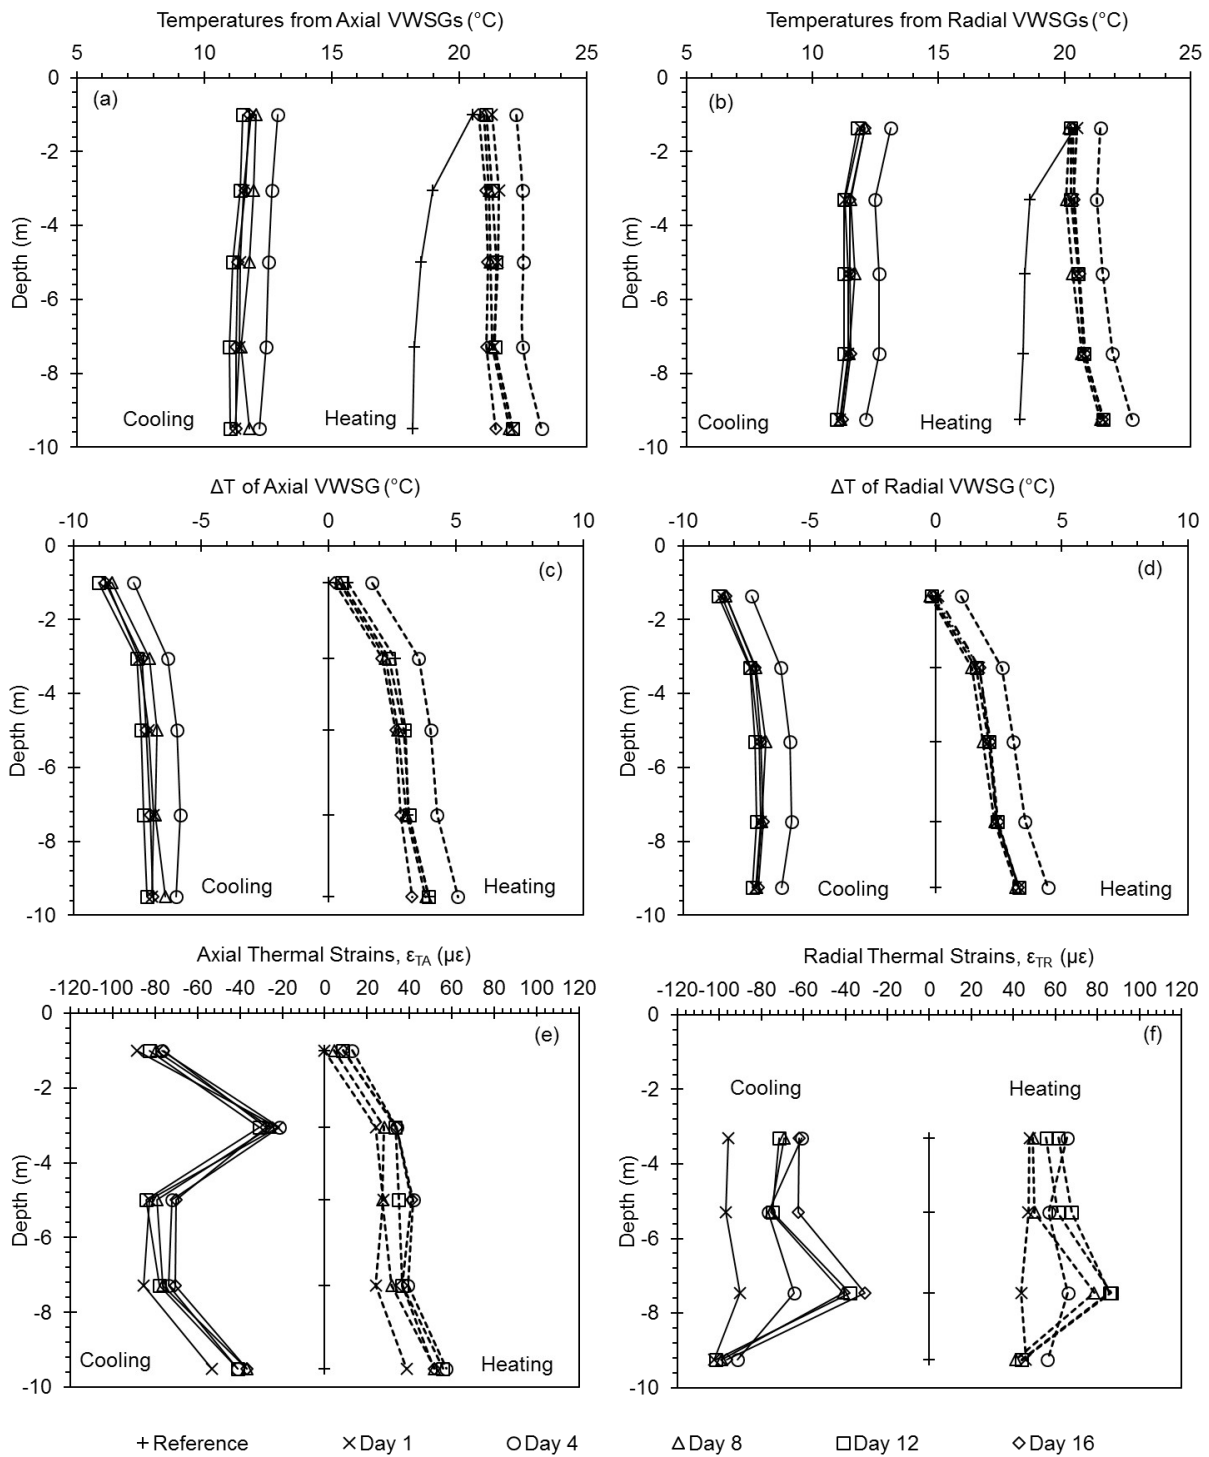 Temperatures from Axial VWSGs (°C)
5 10 15 20 25
0
-2
-4
-6
-8
-10
Depth (m)
(a)
Cooling
Heating
Temperatures from Radial VWSGs (°C)
5 10 15 20 25
0
-2
-4
-6
-8
-10
Depth (m)
(b)
Cooling
Heating
ΔT of Axial VWSG (°C)
-10 -5 0 5 10
0
-2
-4
-6
-8
-10
Depth (m)
(c)
Cooling
Heating
ΔT of Radial VWSG (°C)
-10 -5 0 5 10
0
-2
-4
-6
-8
-10
Depth (m)
(d)
Cooling
Heating
Axial Thermal Strains, εTA (µε)
-120 -100 -80 -60 -40 -20 0 20 40 60 80 100 120
0
-2
-4
-6
-8
-10
Depth (m)
(e)
Cooling
Heating
Radial Thermal Strains, εTR (µε)
-120 -100 -80 -60 -40 -20 0 20 40 60 80 100 120
0
-2
-4
-6
-8
-10
Depth (m)
(f)
Cooling
Heating
Reference Day 1 Day 4 Day 8 Day 12 Day 16